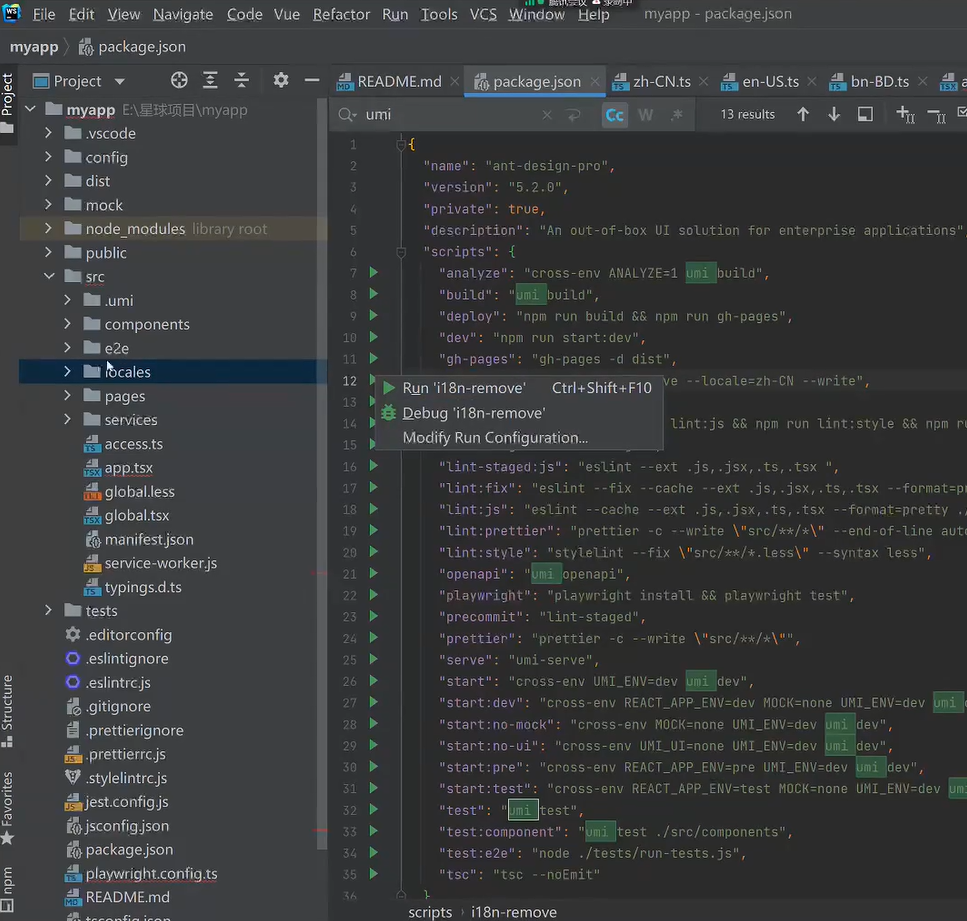 File Edit View Navigate Code Vue Refactor Run Tools VCS Window Help myapp - package.json
myapp package.json
Project
Project
README.md package.json zh-CN.ts en-US.ts bn-BD.ts
umi Cc W .* 13 results
myapp E:\星球项目\myapp
.vscode
config
dist
mock
node_modules library root
public
src
.umi
components
e2e
locales
pages
services
access.ts
app.tsx
global.less
global.tsx
manifest.json
service-worker.js
typings.d.ts
tests
.editorconfig
.eslintignore
.eslintrc.js
.gitignore
.prettierignore
.prettierrc.js
.stylelintrc.js
jest.config.js
jsconfig.json
package.json
playwright.config.ts
README.md
tsconfig.json
Structure
Favorites
npm
1 {
2 "name": "ant-design-pro",
3 "version": "5.2.0",
4 "private": true,
5 "description": "An out-of-box UI solution for enterprise applications",
6 "scripts": {
7 "analyze": "cross-env ANALYZE=1 umi build",
8 "build": "umi build",
9 "deploy": "npm run build && npm run gh-pages",
10 "dev": "npm run start:dev",
11 "gh-pages": "gh-pages -d dist",
12 ve --locale=zh-CN --write",
13
14 lint:js && npm run lint:style && npm ru
15
16 "lint-staged:js": "eslint --ext .js,.jsx,.ts,.tsx ",
17 "lint:fix": "eslint --fix --cache --ext .js,.jsx,.ts,.tsx --format=pr
18 "lint:js": "eslint --cache --ext .js,.jsx,.ts,.tsx --format=pretty ./
19 "lint:prettier": "prettier -c --write \"src/**/*\" --end-of-line auto
20 "lint:style": "stylelint --fix \"src/**/*.less\" --syntax less",
21 "openapi": "umi openapi",
22 "playwright": "playwright install && playwright test",
23 "precommit": "lint-staged",
24 "prettier": "prettier -c --write \"src/**/*\"",
25 "serve": "umi-serve",
26 "start": "cross-env UMI_ENV=dev umi dev",
27 "start:dev": "cross-env REACT_APP_ENV=dev MOCK=none UMI_ENV=dev umi d
28 "start:no-mock": "cross-env MOCK=none UMI_ENV=dev umi dev",
29 "start:no-ui": "cross-env UMI_UI=none UMI_ENV=dev umi dev",
30 "start:pre": "cross-env REACT_APP_ENV=pre UMI_ENV=dev umi dev",
31 "start:test": "cross-env REACT_APP_ENV=test MOCK=none UMI_ENV=dev umi
32 "test": "umi test",
33 "test:component": "umi test ./src/components",
34 "test:e2e": "node ./tests/run-tests.js",
35 "tsc": "tsc --noEmit"
36 }
Run 'i18n-remove' Ctrl+Shift+F10
Debug 'i18n-remove'
Modify Run Configuration...
scripts i18n-remove